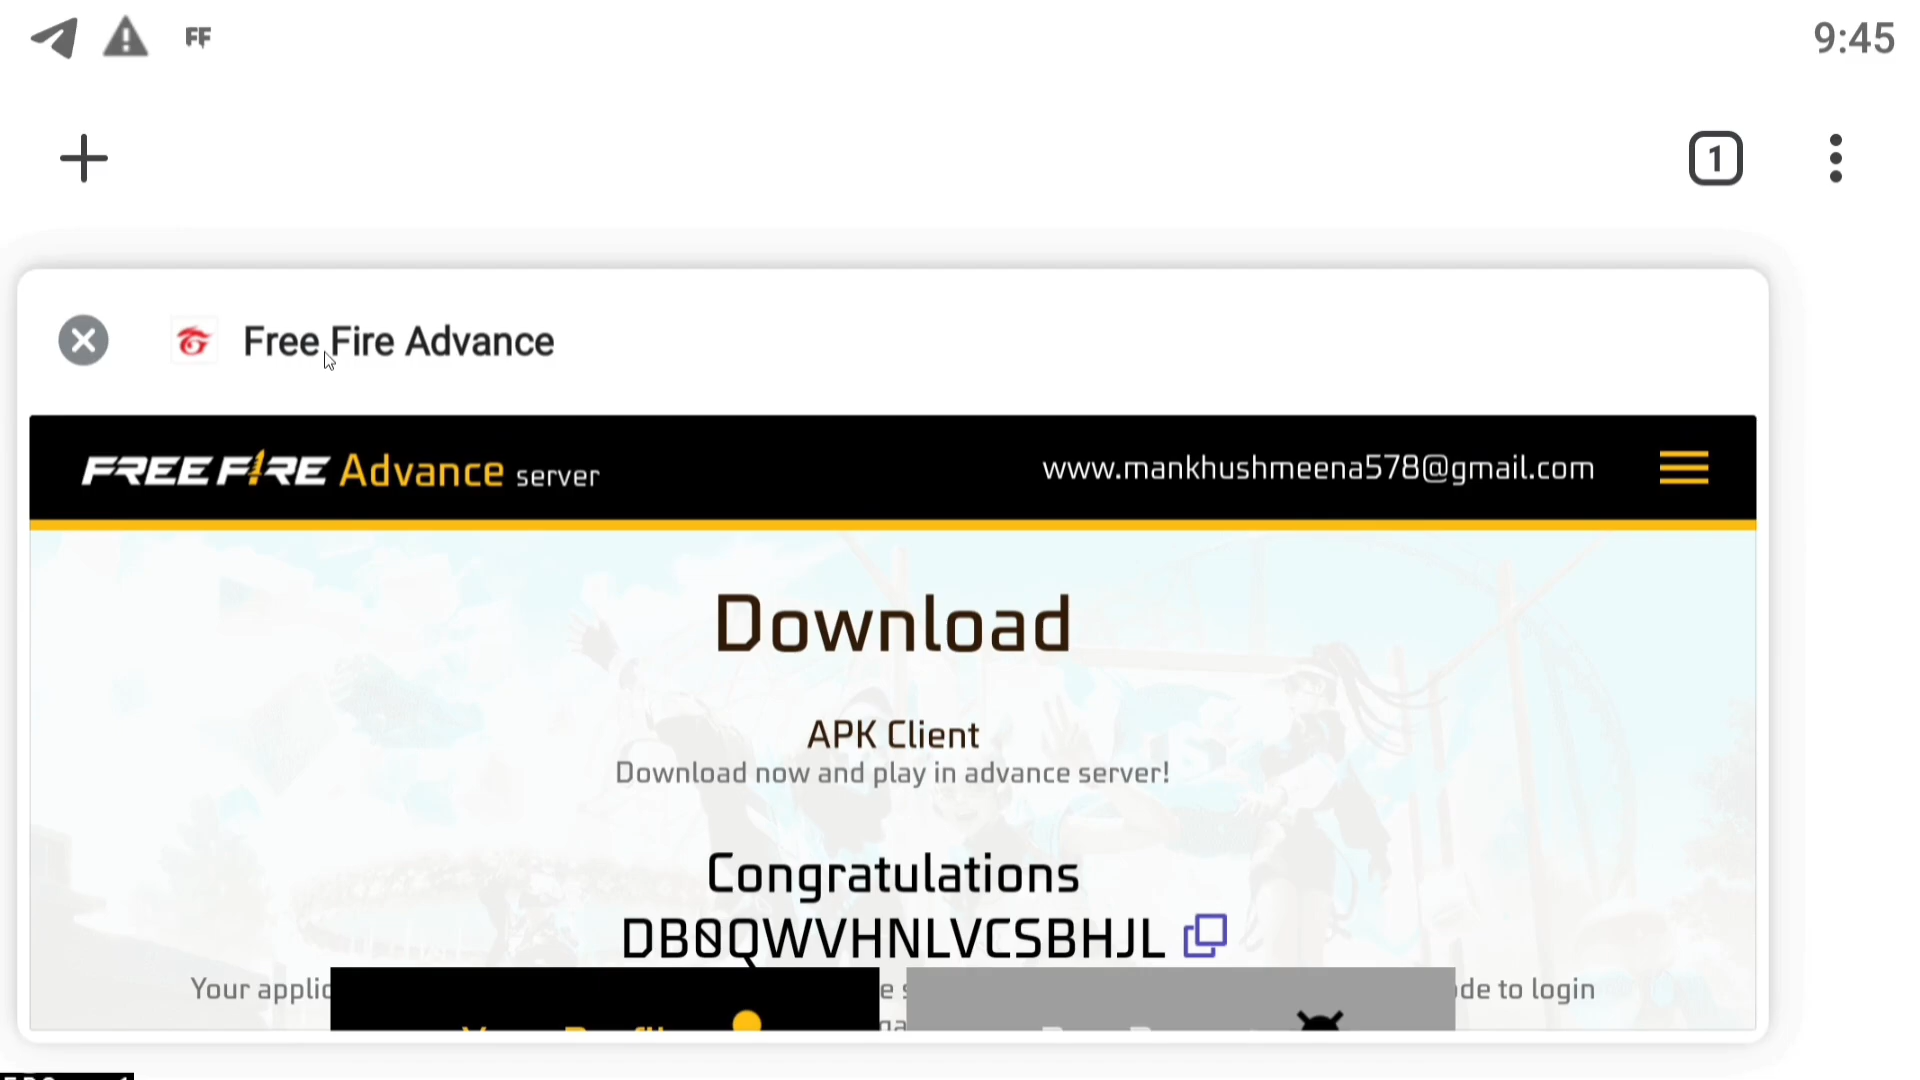 FF
9:45
1
Free Fire Advance
FREE FIRE Advance server
www.mankhushmeena578@gmail.com
Download
APK Client
Download now and play in advance server!
Congratulations
DB0QWVHNLVCSBHJL
Your
to login